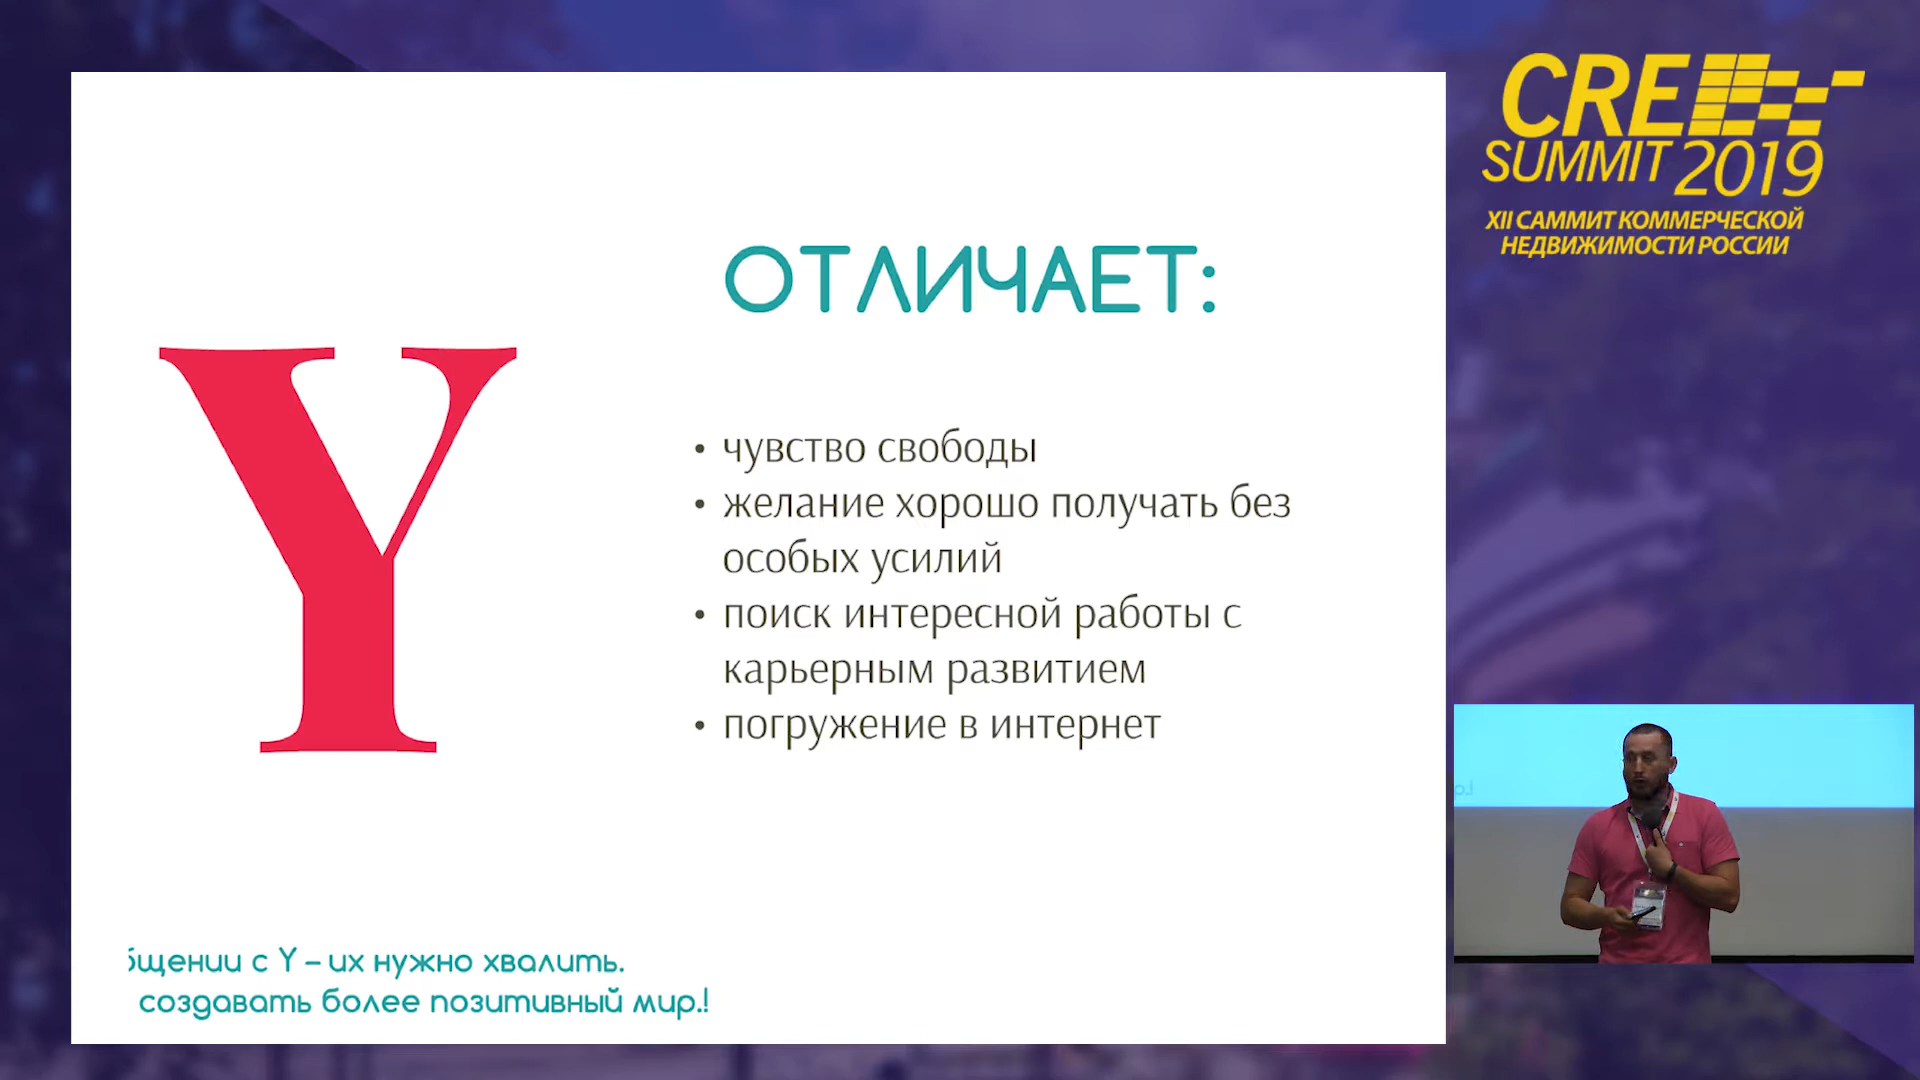 ОТЛИЧАЕТ:
Y
• чувство свободы
• желание хорошо получать без
особых усилий
• поиск интересной работы с
карьерным развитием
• погружение в интернет
с Y – их нужно хвалить.
создавать более позитивный мир.!
CRE
SUMMIT 2019
XII САММИТ КОММЕРЧЕСКОЙ
НЕДВИЖИМОСТИ РОССИИ